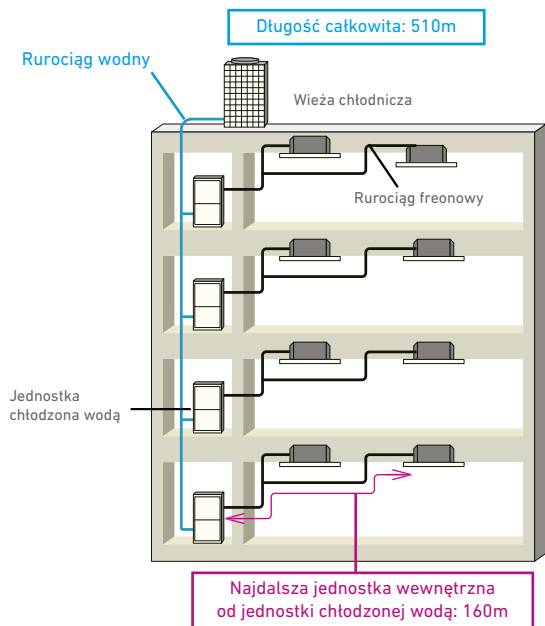 Długość całkowita: 510m
Rurociąg wodny
Wieża chłodnicza
Rurociąg freonowy
Jednostka
chłodzona wodą
Najdalsza jednostka wewnętrzna
od jednostki chłodzonej wodą: 160m